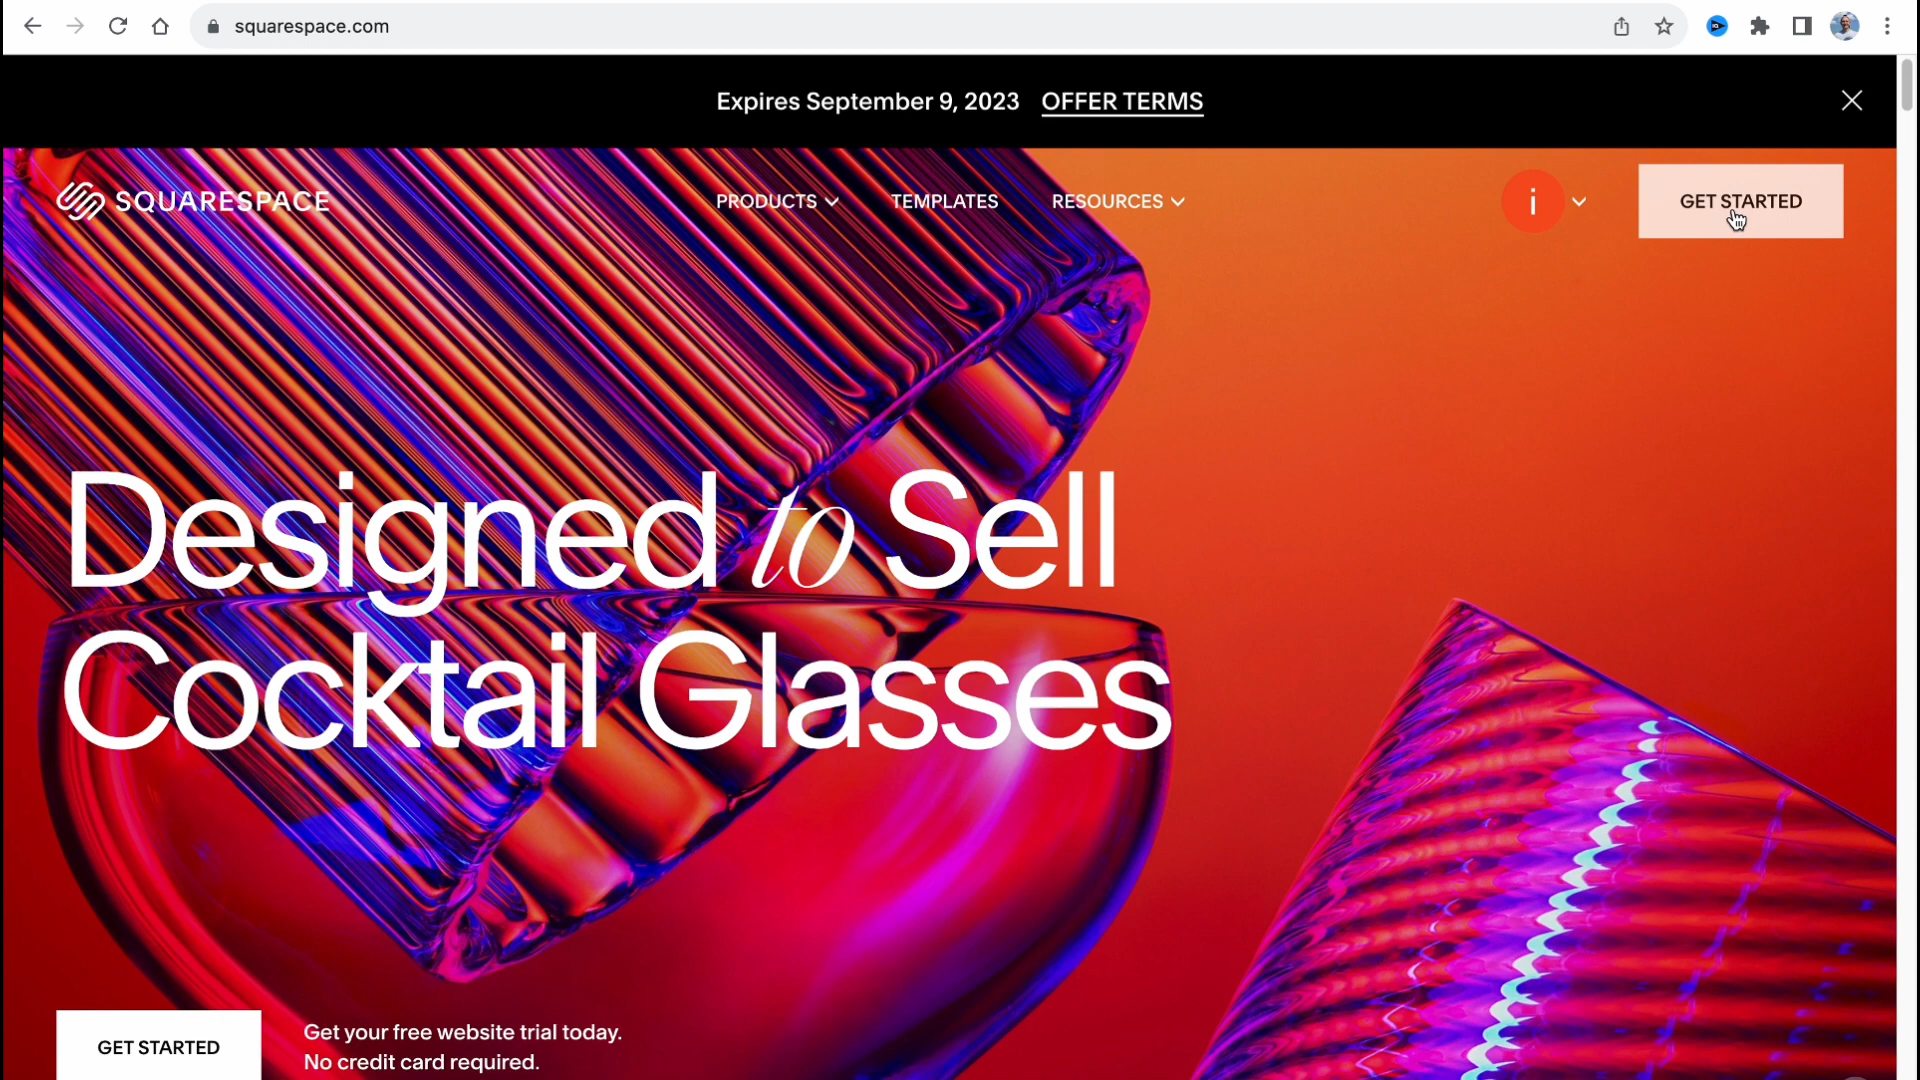 squarespace.com
Expires September 9, 2023 OFFER TERMS
SQUARESPACE PRODUCTS TEMPLATES RESOURCES i GET STARTED
Designed to Sell
Cocktail Glasses
GET STARTED
Get your free website trial today.
No credit card required.